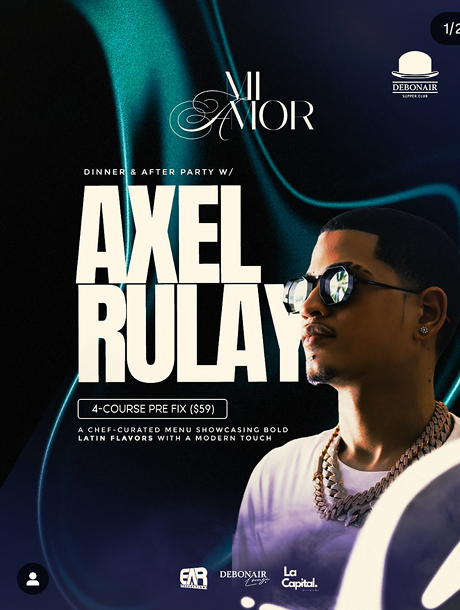 1/2
DEBONAIR
SUPPER CLUB
MI
AMOR
DINNER & AFTER PARTY W/
AXEL
RULAY
4-COURSE PRE FIX ($59)
A CHEF-CURATED MENU SHOWCASING BOLD
LATIN FLAVORS WITH A MODERN TOUCH
DEBONAIR
Lounge
La
Capital.